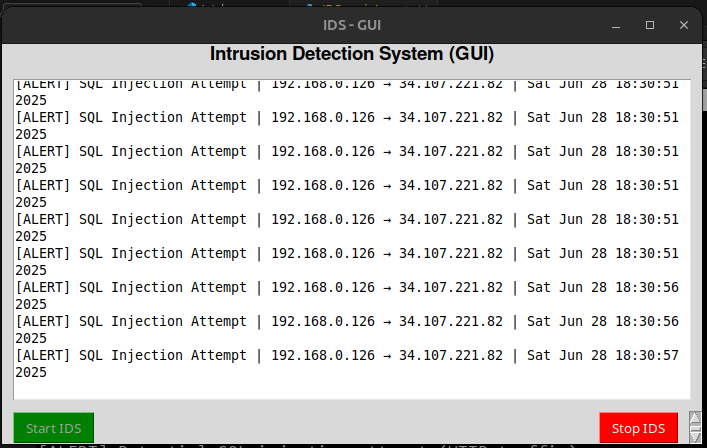 IDS - GUI
Intrusion Detection System (GUI)
[ALERT] SQL Injection Attempt | 192.168.0.126 → 34.107.221.82 | Sat Jun 28 18:30:51
2025
[ALERT] SQL Injection Attempt | 192.168.0.126 → 34.107.221.82 | Sat Jun 28 18:30:51
2025
[ALERT] SQL Injection Attempt | 192.168.0.126 → 34.107.221.82 | Sat Jun 28 18:30:51
2025
[ALERT] SQL Injection Attempt | 192.168.0.126 → 34.107.221.82 | Sat Jun 28 18:30:51
2025
[ALERT] SQL Injection Attempt | 192.168.0.126 → 34.107.221.82 | Sat Jun 28 18:30:51
2025
[ALERT] SQL Injection Attempt | 192.168.0.126 → 34.107.221.82 | Sat Jun 28 18:30:51
2025
[ALERT] SQL Injection Attempt | 192.168.0.126 → 34.107.221.82 | Sat Jun 28 18:30:56
2025
[ALERT] SQL Injection Attempt | 192.168.0.126 → 34.107.221.82 | Sat Jun 28 18:30:56
2025
[ALERT] SQL Injection Attempt | 192.168.0.126 → 34.107.221.82 | Sat Jun 28 18:30:57
2025
Start IDS
Stop IDS